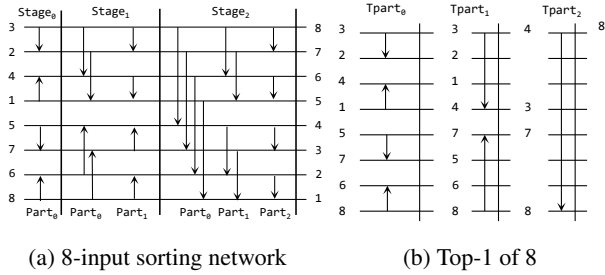 Stage₀ Stage₁ Stage₂
3 8
2 7
4 6
1 5
5 4
7 3
6 2
8 1
Part₀ Part₀ Part₁ Part₀ Part₁ Part₂
(a) 8-input sorting network
Tpart₀ Tpart₁ Tpart₂
3 3 4 8
2 2
4 1
1 4 3
5 7 7
7 5
6 6
8 8 8
(b) Top-1 of 8